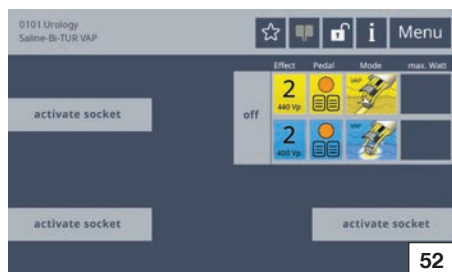 0101 Urology
Saline-Bi-TUR VAP
i
Menu
Effect Pedal Mode max. Watt
off
2
440 Vp
VAP
2
400 Vp
VAP
activate socket
activate socket
activate socket
52